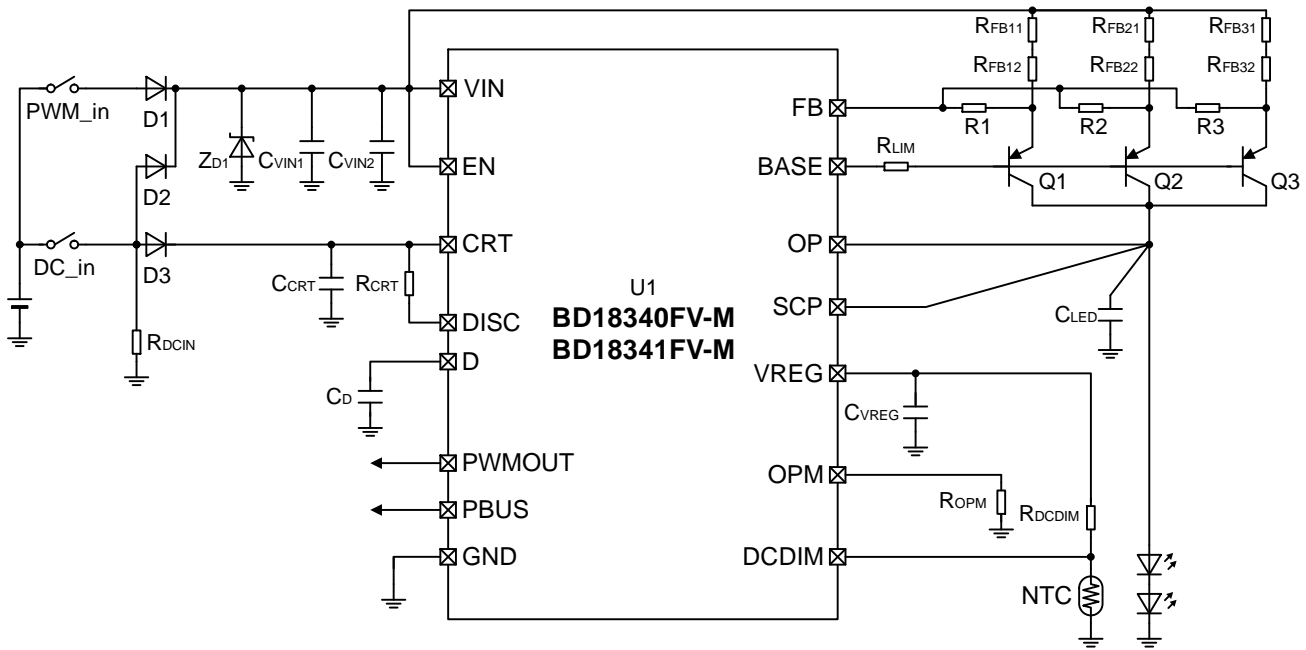 RFB11
RFB21
RFB31
RFB12
RFB22
RFB32
PWM_in
D1
D2
DC_in
D3
ZD1
CVIN1
CVIN2
CCRT
RCRT
RDCIN
CD
VIN
EN
CRT
DISC
D
PWMOUT
PBUS
GND
U1
BD18340FV-M
BD18341FV-M
FB
BASE
OP
SCP
VREG
OPM
DCDIM
R1
R2
R3
RLIM
Q1
Q2
Q3
CLED
CVREG
ROPM
RDCDIM
NTC